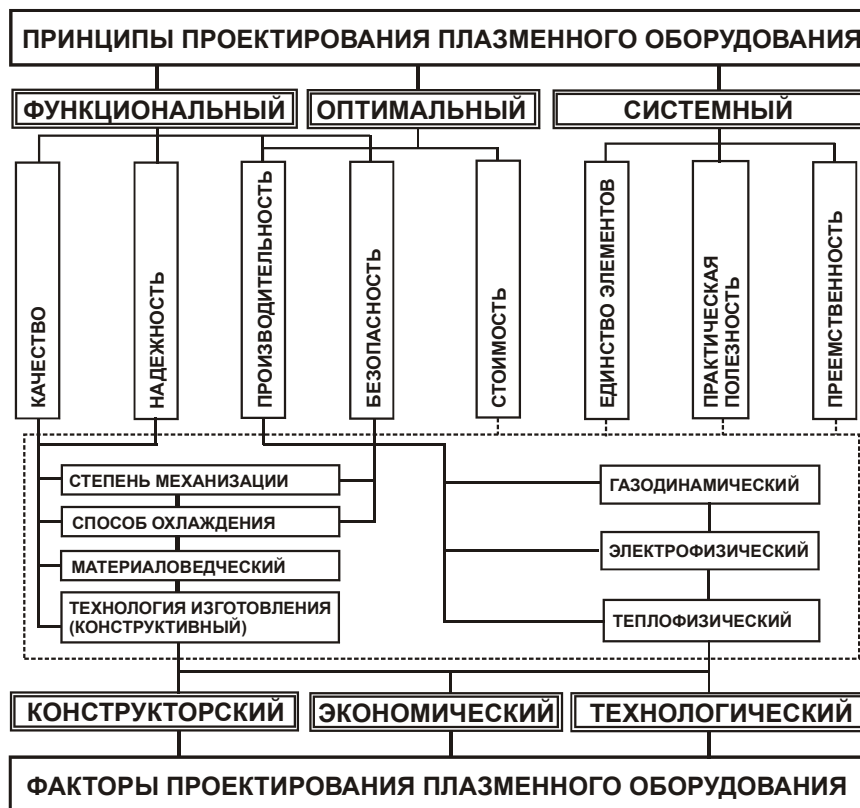 ПРИНЦИПЫ ПРОЕКТИРОВАНИЯ ПЛАЗМЕННОГО ОБОРУДОВАНИЯ
ФУНКЦИОНАЛЬНЫЙ
ОПТИМАЛЬНЫЙ
СИСТЕМНЫЙ
КАЧЕСТВО
НАДЕЖНОСТЬ
ПРОИЗВОДИТЕЛЬНОСТЬ
БЕЗОПАСНОСТЬ
СТОИМОСТЬ
ЕДИНСТВО ЭЛЕМЕНТОВ
ПРАКТИЧЕСКАЯ
ПОЛЕЗНОСТЬ
ПРЕЕМСТВЕННОСТЬ
СТЕПЕНЬ МЕХАНИЗАЦИИ
СПОСОБ ОХЛАЖДЕНИЯ
МАТЕРИАЛОВЕДЧЕСКИЙ
ТЕХНОЛОГИЯ ИЗГОТОВЛЕНИЯ
(КОНСТРУКТИВНЫЙ)
ГАЗОДИНАМИЧЕСКИЙ
ЭЛЕКТРОФИЗИЧЕСКИЙ
ТЕПЛОФИЗИЧЕСКИЙ
КОНСТРУКТОРСКИЙ
ЭКОНОМИЧЕСКИЙ
ТЕХНОЛОГИЧЕСКИЙ
ФАКТОРЫ ПРОЕКТИРОВАНИЯ ПЛАЗМЕННОГО ОБОРУДОВАНИЯ